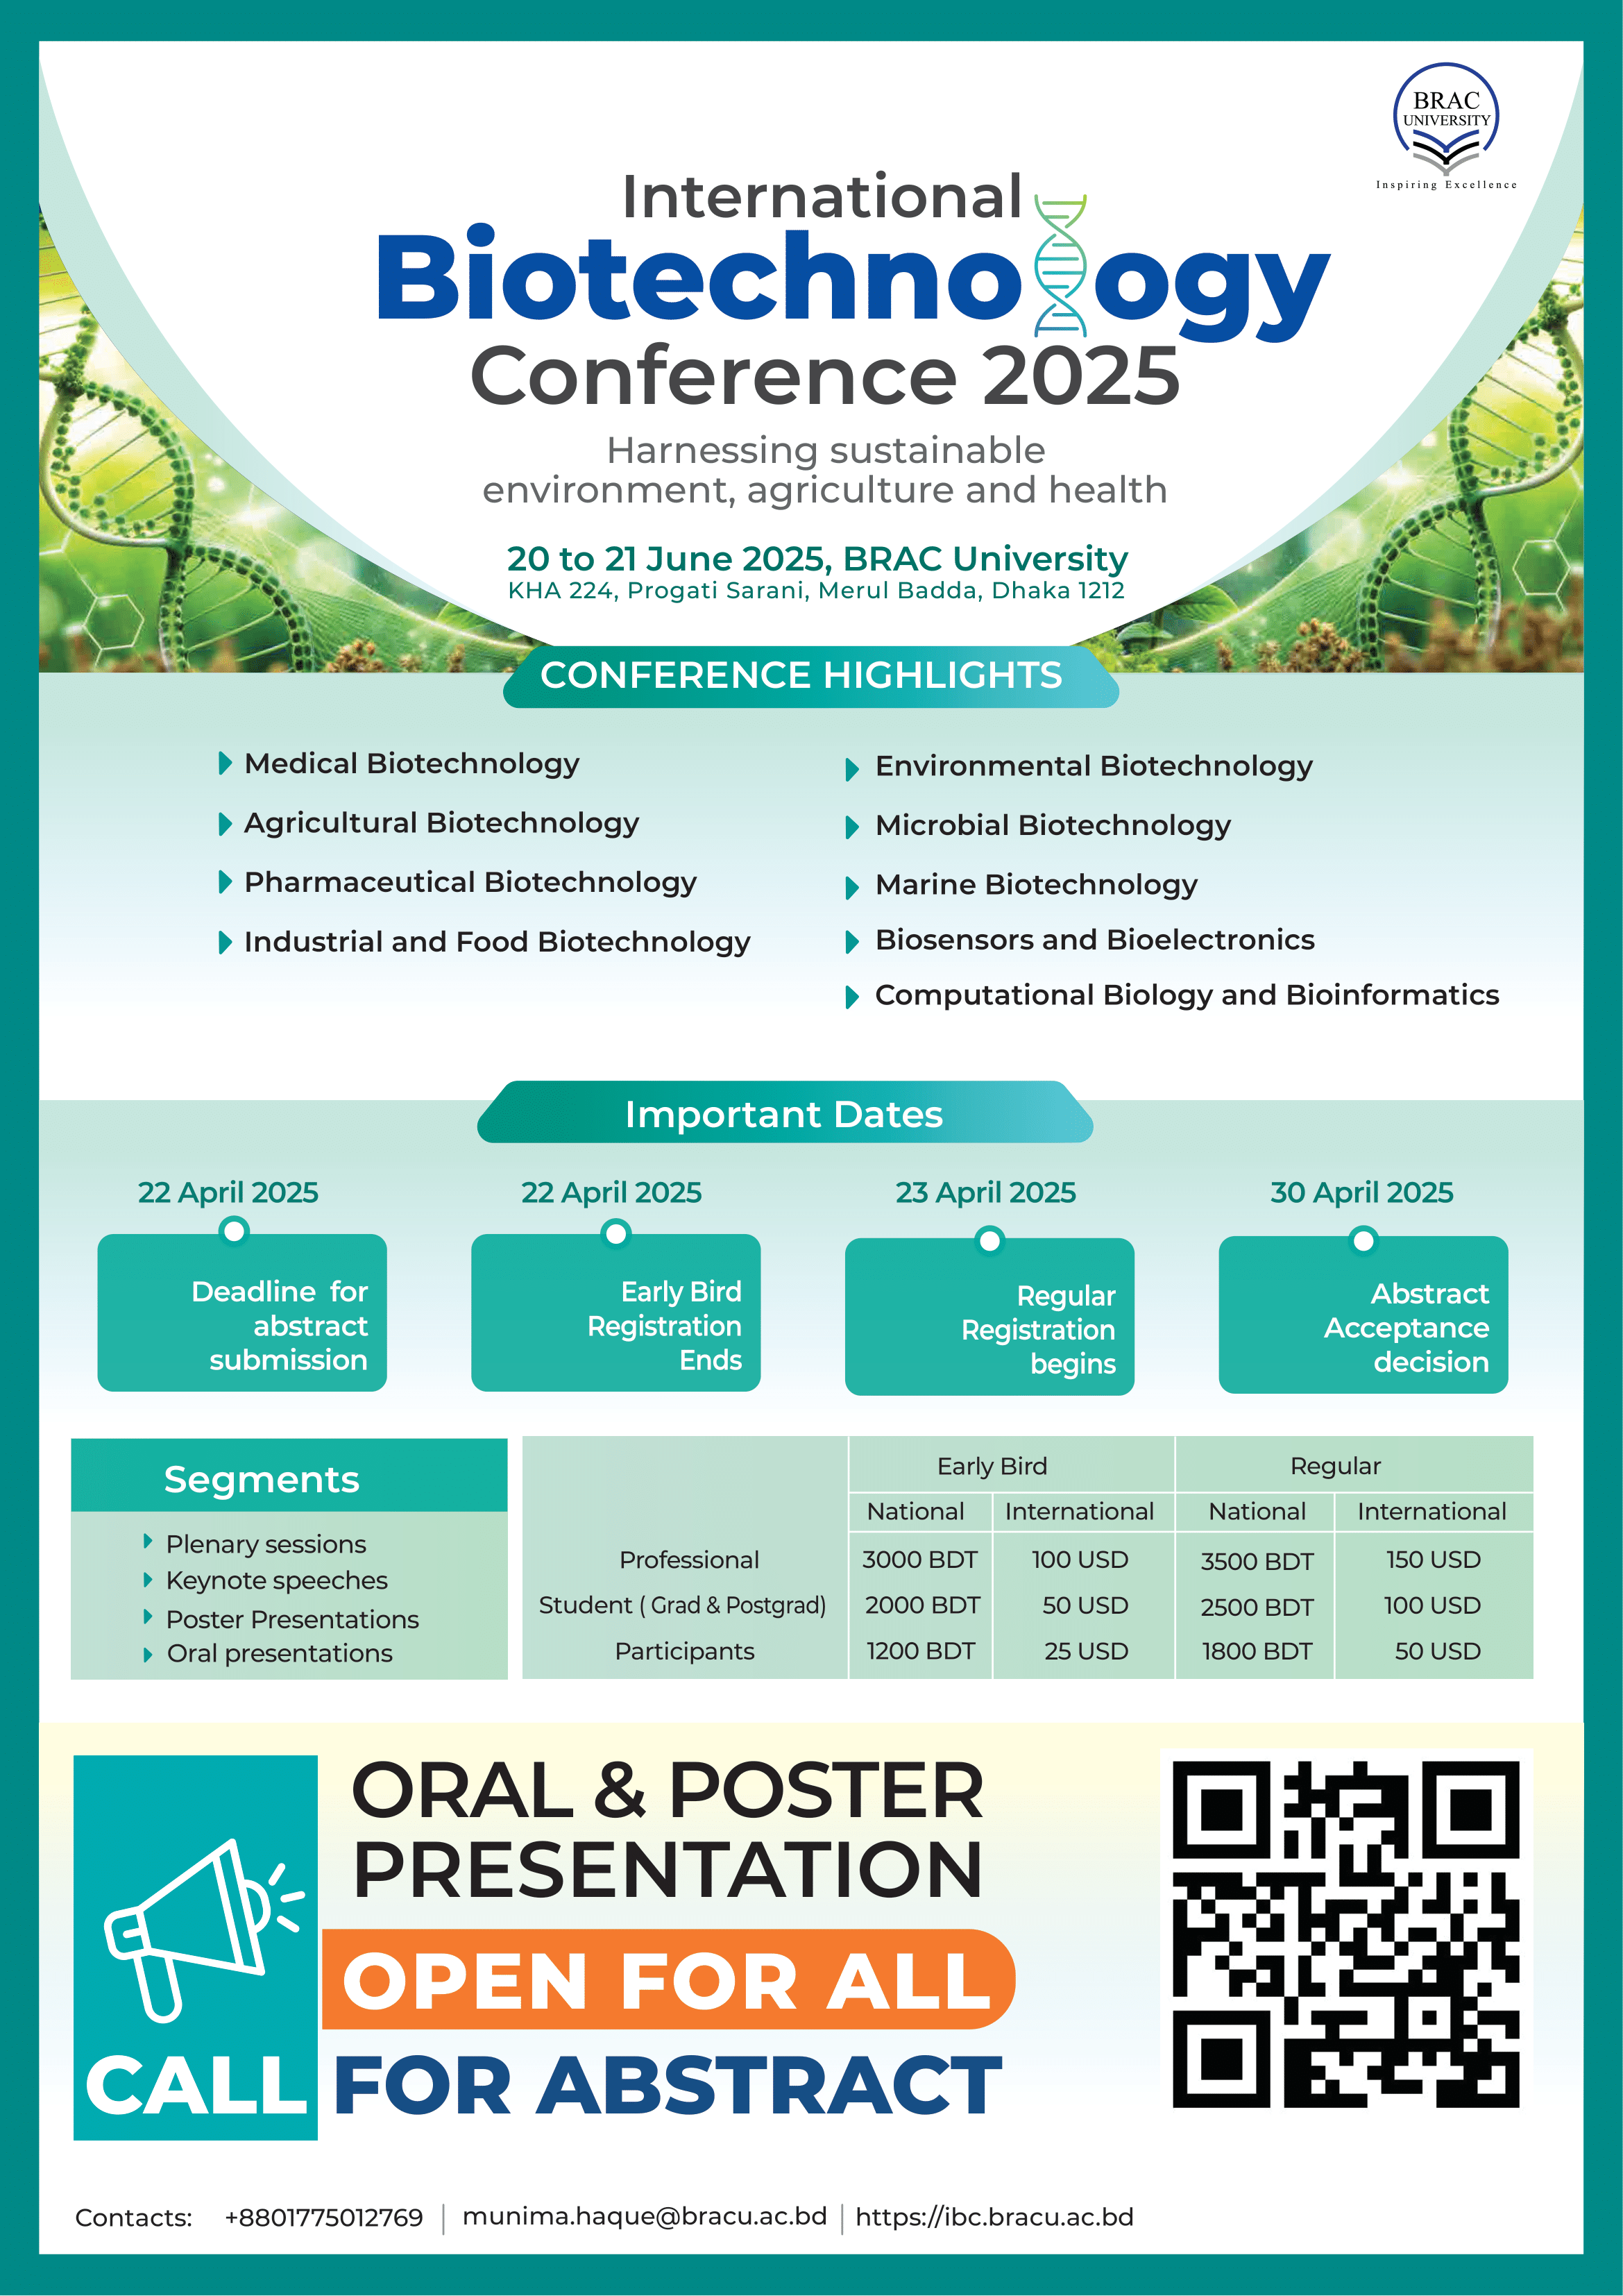 BRAC
UNIVERSITY
Inspiring Excellence
International
Biotechnology
Conference 2025
Harnessing sustainable
environment, agriculture and health
20 to 21 June 2025, BRAC University
KHA 224, Progati Sarani, Merul Badda, Dhaka 1212
CONFERENCE HIGHLIGHTS
Medical Biotechnology
Agricultural Biotechnology
Pharmaceutical Biotechnology
Industrial and Food Biotechnology
Environmental Biotechnology
Microbial Biotechnology
Marine Biotechnology
Biosensors and Bioelectronics
Computational Biology and Bioinformatics
Important Dates
22 April 2025
Deadline for
abstract
submission
22 April 2025
Early Bird
Registration
Ends
23 April 2025
Regular
Registration
begins
30 April 2025
Abstract
Acceptance
decision
Segments
Plenary sessions
Keynote speeches
Poster Presentations
Oral presentations
Early Bird Regular
National International National International
Professional 3000 BDT 100 USD 3500 BDT 150 USD
Student ( Grad & Postgrad) 2000 BDT 50 USD 2500 BDT 100 USD
Participants 1200 BDT 25 USD 1800 BDT 50 USD
ORAL & POSTER
PRESENTATION
OPEN FOR ALL
CALL FOR ABSTRACT
Contacts: +8801775012769 | munima.haque@bracu.ac.bd | https://ibc.bracu.ac.bd